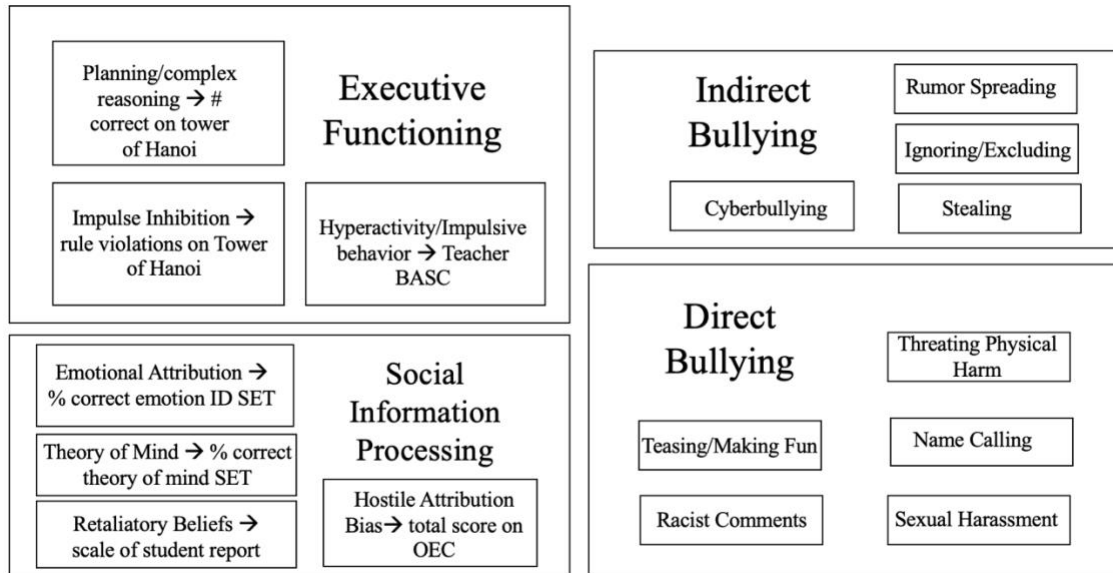 Planning/complex
reasoning → #
correct on tower
of Hanoi
Executive
Functioning
Impulse Inhibition →
rule violations on Tower
of Hanoi
Hyperactivity/Impulsive
behavior → Teacher
BASC
Emotional Attribution →
% correct emotion ID SET
Theory of Mind → % correct
theory of mind SET
Retaliatory Beliefs →
scale of student report
Social
Information
Processing
Hostile Attribution
Bias→ total score on
OEC
Indirect
Bullying
Rumor Spreading
Ignoring/Excluding
Cyberbullying
Stealing
Direct
Bullying
Threating Physical
Harm
Teasing/Making Fun
Name Calling
Racist Comments
Sexual Harassment